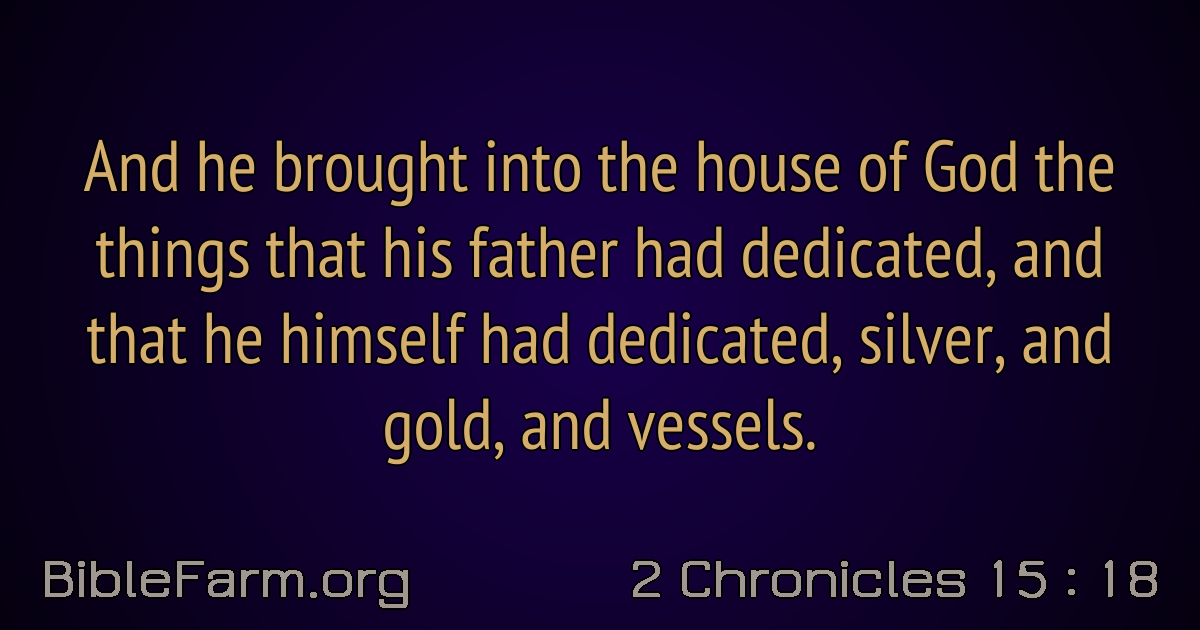 And he brought into the house of God the
things that his father had dedicated, and
that he himself had dedicated, silver, and
gold, and vessels.
BibleFarm.org
2 Chronicles 15 : 18